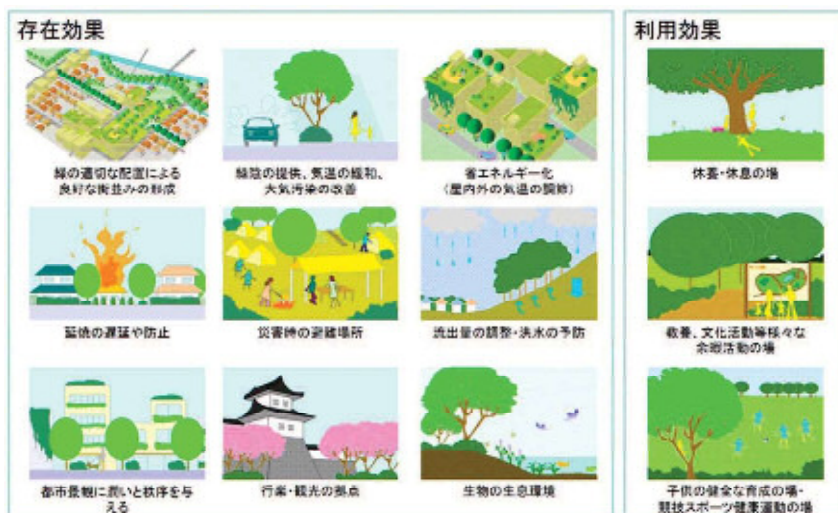 存在効果
緑の適切な配置による
良好な街並みの形成
緑陰の提供、気温の緩和、
大気汚染の改善
省エネルギー化
（屋内外の気温の調節）
延焼の遅延や防止
災害時の避難場所
流出量の調整・洪水の予防
都市景観に潤いと秩序を与
える
行楽・観光の拠点
生物の生息環境
利用効果
休養・休息の場
教養、文化活動等様々な
余暇活動の場
子供の健全な育成の場・
競技スポーツ健康運動の場